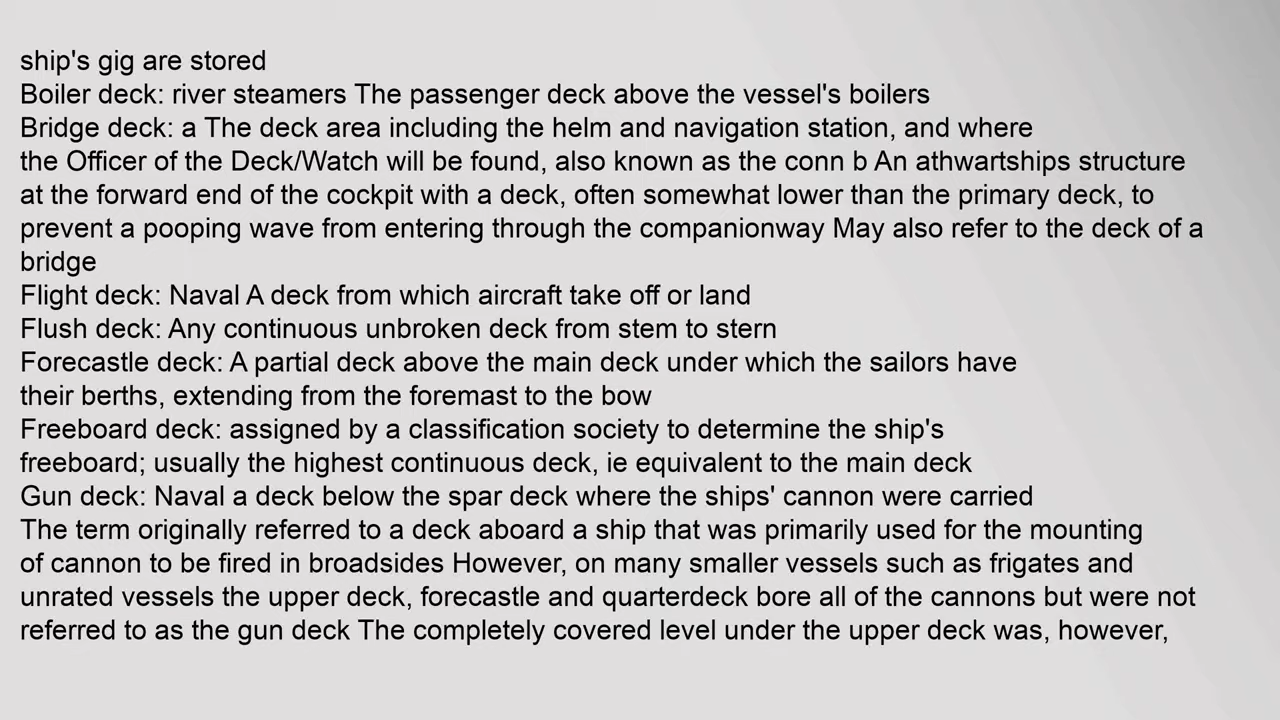 ship's gig are stored
Boiler deck: river steamers The passenger deck above the vessel's boilers
Bridge deck: a The deck area including the helm and navigation station, and where
the Officer of the Deck/Watch will be found, also known as the conn b An athwartships structure
at the forward end of the cockpit with a deck, often somewhat lower than the primary deck, to
prevent a pooping wave from entering through the companionway May also refer to the deck of a
bridge
Flight deck: Naval A deck from which aircraft take off or land
Flush deck: Any continuous unbroken deck from stem to stern
Forecastle deck: A partial deck above the main deck under which the sailors have
their berths, extending from the foremast to the bow
Freeboard deck: assigned by a classification society to determine the ship's
freeboard; usually the highest continuous deck, ie equivalent to the main deck
Gun deck: Naval a deck below the spar deck where the ships' cannon were carried
The term originally referred to a deck aboard a ship that was primarily used for the mounting
of cannon to be fired in broadsides However, on many smaller vessels such as frigates and
unrated vessels the upper deck, forecastle and quarterdeck bore all of the cannons but were not
referred to as the gun deck The completely covered level under the upper deck was, however,